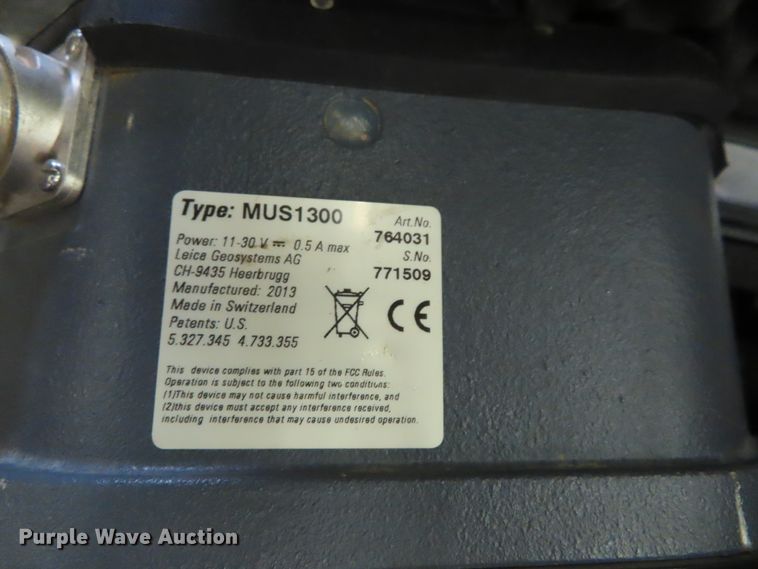 Type: MUS1300
Art.No.
764031
Power: 11-30 V ⎓ 0.5 A max
S.No.
771509
Leica Geosystems AG
CH-9435 Heerbrugg
Manufactured: 2013
Made in Switzerland
Patents: U.S.
5.327.345 4.733.355
CE
This device complies with part 15 of the FCC Rules.
Operation is subject to the following two conditions:
(1)This device may not cause harmful interference, and
(2)this device must accept any interference received,
including interference that may cause undesired operation.
Purple Wave Auction